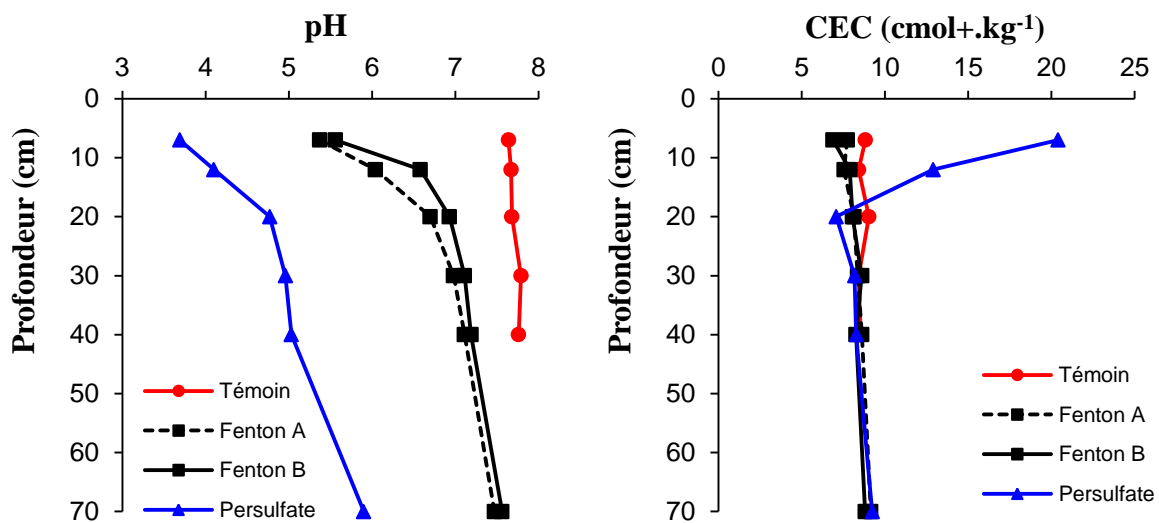 pH
3 4 5 6 7 8
Profondeur (cm)
0
10
20
30
40
50
60
70
Témoin
Fenton A
Fenton B
Persulfate
CEC (cmol+.kg-1)
0 5 10 15 20 25
Profondeur (cm)
0
10
20
30
40
50
60
70
Témoin
Fenton A
Fenton B
Persulfate